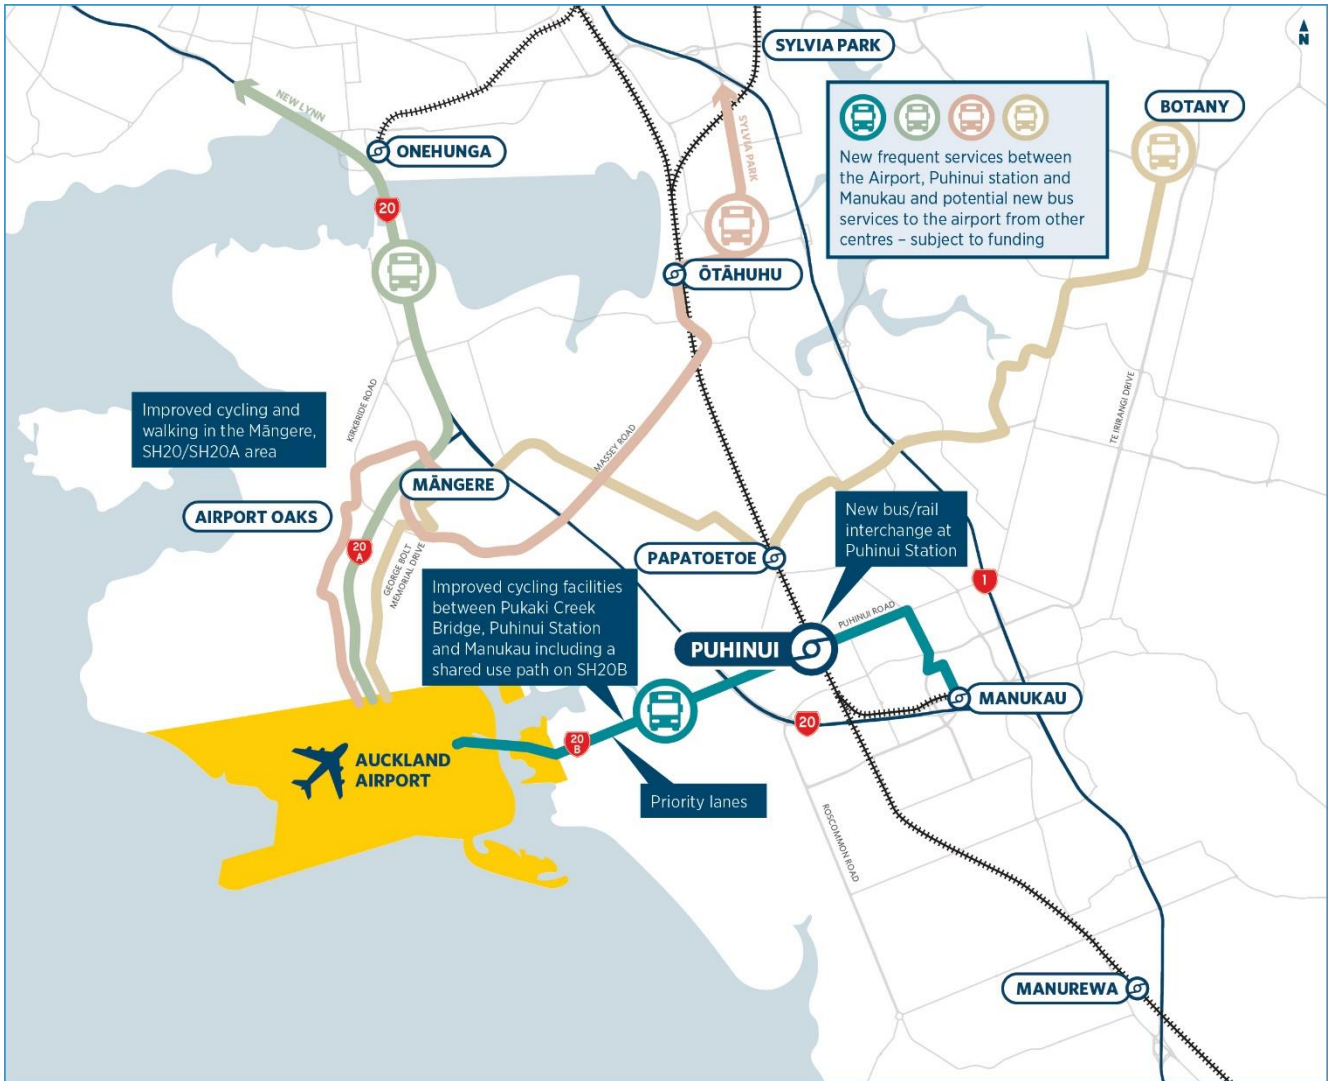 N
SYLVIA PARK
BOTANY
NEW LYNN
ONEHUNGA
SYLVIA PARK
New frequent services between
the Airport, Puhinui station and
Manukau and potential new bus
services to the airport from other
centres – subject to funding
20
ŌTĀHUHU
Improved cycling and
walking in the Māngere,
SH20/SH20A area
KIRKBRIDE ROAD
TE IRIRANGI DRIVE
MASSEY ROAD
MĀNGERE
AIRPORT OAKS
20
A
GEORGE BOLT
MEMORIAL DRIVE
New bus/rail
interchange at
Puhinui Station
PAPATOETOE
1
Improved cycling facilities
between Pukaki Creek
Bridge, Puhinui Station
and Manukau including a
shared use path on SH20B
PUHINUI ROAD
PUHINUI
MANUKAU
20
20
B
AUCKLAND
AIRPORT
Priority lanes
ROSCOMMON ROAD
MANUREWA